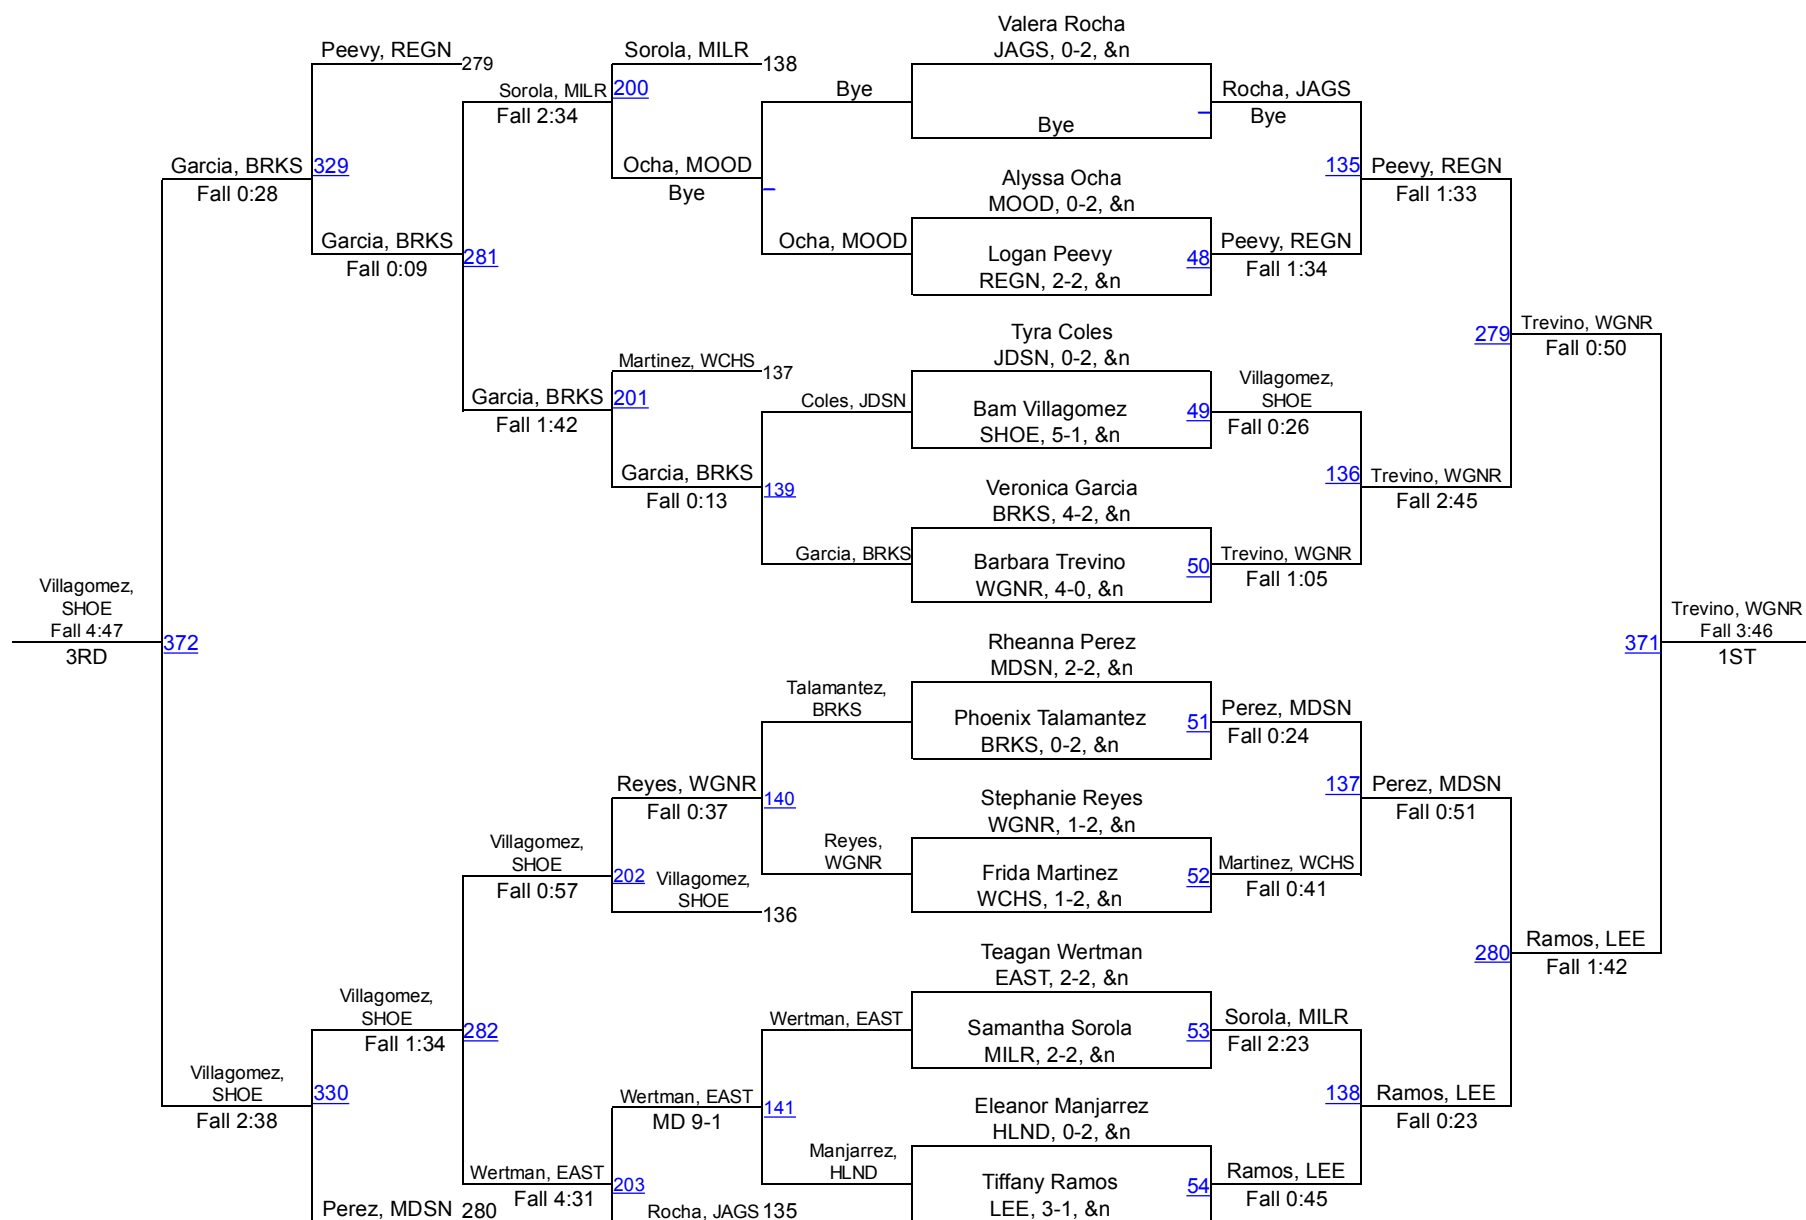 Valera Rocha
JAGS, 0-2, &n
Peevy, REGN
279
Sorola, MILR
138
Sorola, MILR
200
Fall 2:34
Bye
Rocha, JAGS
Bye
Bye
Garcia, BRKS
329
Fall 0:28
Ocha, MOOD
Bye
Alyssa Ocha
MOOD, 0-2, &n
135
Peevy, REGN
Fall 1:33
Garcia, BRKS
Fall 0:09
281
Ocha, MOOD
Logan Peevy
REGN, 2-2, &n
48
Peevy, REGN
Fall 1:34
Tyra Coles
JDSN, 0-2, &n
279
Trevino, WGNR
Fall 0:50
Martinez, WCHS
137
Garcia, BRKS
201
Fall 1:42
Coles, JDSN
Bam Villagomez
SHOE, 5-1, &n
49
Villagomez,
SHOE
Fall 0:26
Garcia, BRKS
Fall 0:13
139
Veronica Garcia
BRKS, 4-2, &n
136
Trevino, WGNR
Fall 2:45
Garcia, BRKS
Barbara Trevino
WGNR, 4-0, &n
50
Trevino, WGNR
Fall 1:05
Villagomez,
SHOE
Fall 4:47
3RD
372
Rheanna Perez
MDSN, 2-2, &n
371
Trevino, WGNR
Fall 3:46
1ST
Talamantez,
BRKS
Phoenix Talamantez
BRKS, 0-2, &n
51
Perez, MDSN
Fall 0:24
Reyes, WGNR
Fall 0:37
140
Stephanie Reyes
WGNR, 1-2, &n
137
Perez, MDSN
Fall 0:51
Villagomez,
SHOE
Fall 0:57
202
Villagomez,
SHOE
136
Reyes,
WGNR
Frida Martinez
WCHS, 1-2, &n
52
Martinez, WCHS
Fall 0:41
Teagan Wertman
EAST, 2-2, &n
280
Ramos, LEE
Fall 1:42
Villagomez,
SHOE
Fall 1:34
282
Wertman, EAST
Samantha Sorola
MILR, 2-2, &n
53
Sorola, MILR
Fall 2:23
Villagomez,
SHOE
Fall 2:38
330
Wertman, EAST
MD 9-1
141
Eleanor Manjarrez
HLND, 0-2, &n
138
Ramos, LEE
Fall 0:23
Wertman, EAST
Fall 4:31
203
Manjarrez,
HLND
Tiffany Ramos
LEE, 3-1, &n
54
Ramos, LEE
Fall 0:45
Perez, MDSN
280
Rocha, JAGS
135